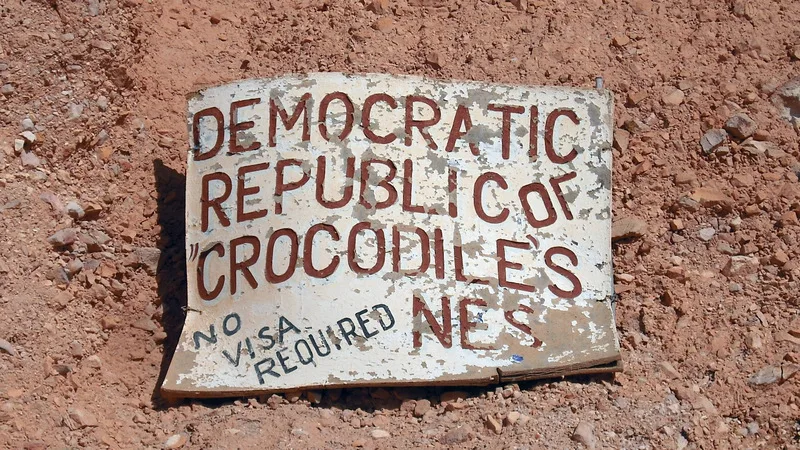 DEMOCRATIC
REPUBLIC OF
"CROCODILE'S
NES
NO
VISA
REQUIRED